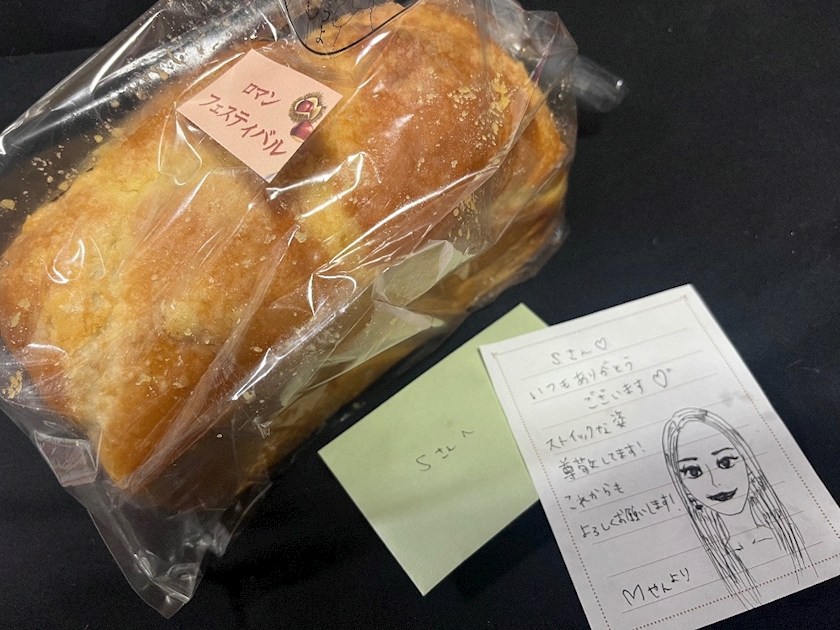 ロマン
フェスティバル
Sさんへ
Sさん♡
いつもありがとう
ございます♡
ストイックな姿
尊敬してます!
これからも
よろしくお願いします!
Mせんより